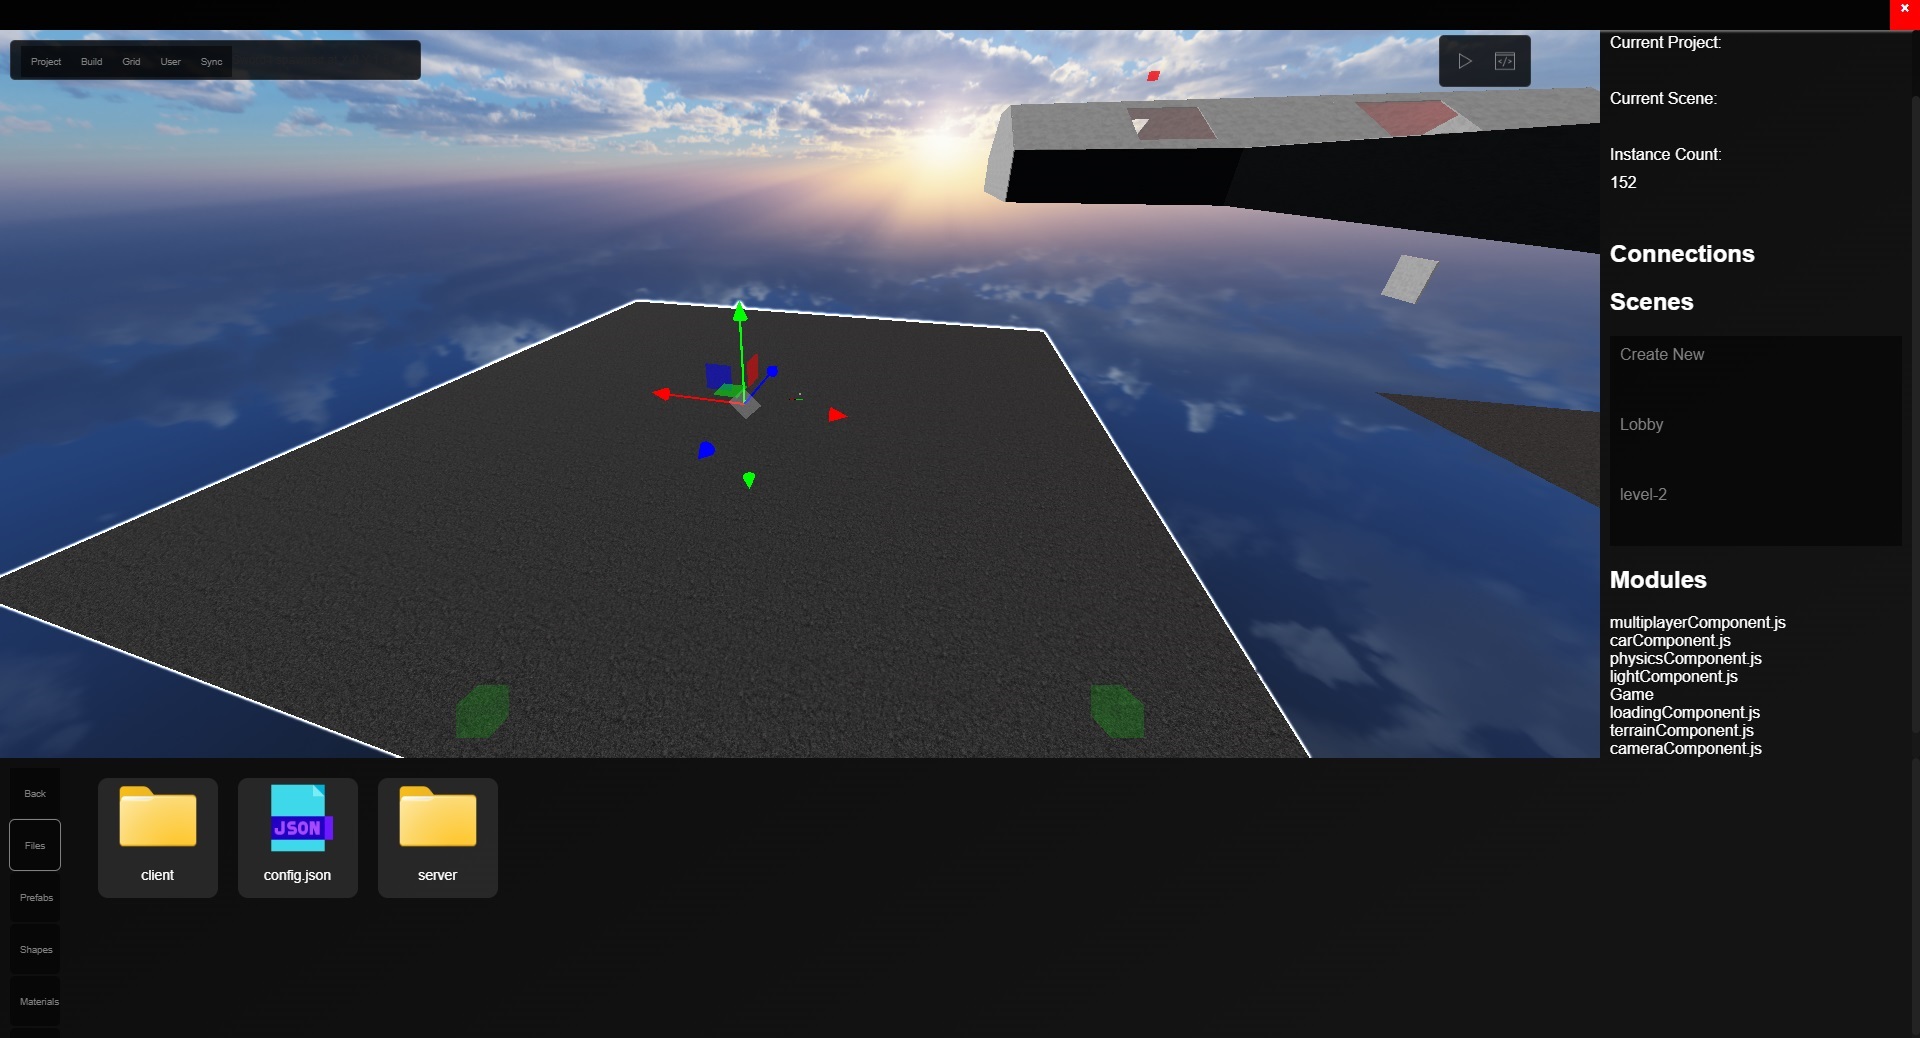 Project Build Grid User Sync
Current Project:
Current Scene:
Instance Count:
152
Connections
Scenes
Create New
Lobby
level-2
Modules
multiplayerComponent.js
carComponent.js
physicsComponent.js
lightComponent.js
Game
loadingComponent.js
terrainComponent.js
cameraComponent.js
Back
Files
Prefabs
Shapes
Materials
JSON
client
config.json
server